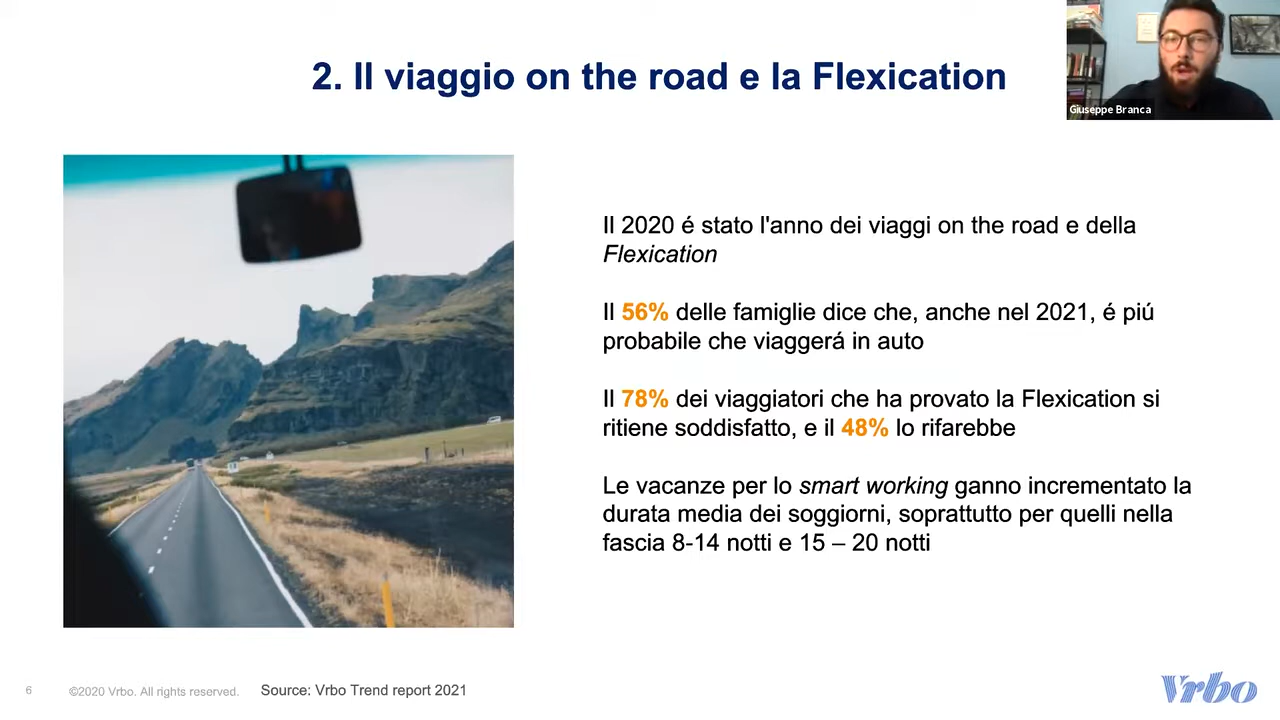 2. Il viaggio on the road e la Flexication
Giuseppe Branca
Il 2020 é stato l'anno dei viaggi on the road e della
Flexication
Il 56% delle famiglie dice che, anche nel 2021, é piú
probabile che viaggerá in auto
Il 78% dei viaggiatori che ha provato la Flexication si
ritiene soddisfatto, e il 48% lo rifarebbe
Le vacanze per lo smart working ganno incrementato la
durata media dei soggiorni, soprattutto per quelli nella
fascia 8-14 notti e 15 – 20 notti
6
©2020 Vrbo. All rights reserved.
Source: Vrbo Trend report 2021
Vrbo